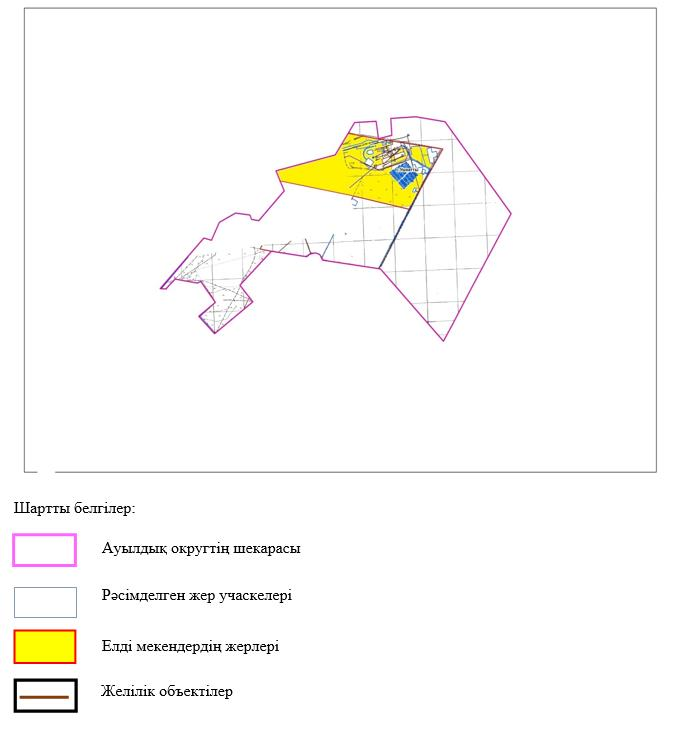 Шартты белгілер:
Ауылдық округтің шекарасы
Рәсімделген жер учаскелері
Елді мекендердің жерлері
Желілік объектілер